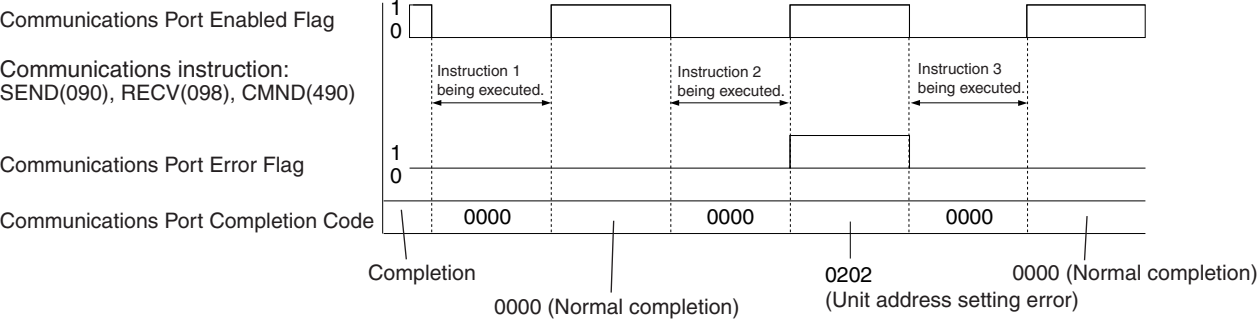 Communications Port Enabled Flag
1
0
Communications instruction:
SEND(090), RECV(098), CMND(490)
Instruction 1
being executed.
Instruction 2
being executed.
Instruction 3
being executed.
Communications Port Error Flag
1
0
Communications Port Completion Code
0000
0000
0000
Completion
0000 (Normal completion)
0202
(Unit address setting error)
0000 (Normal completion)